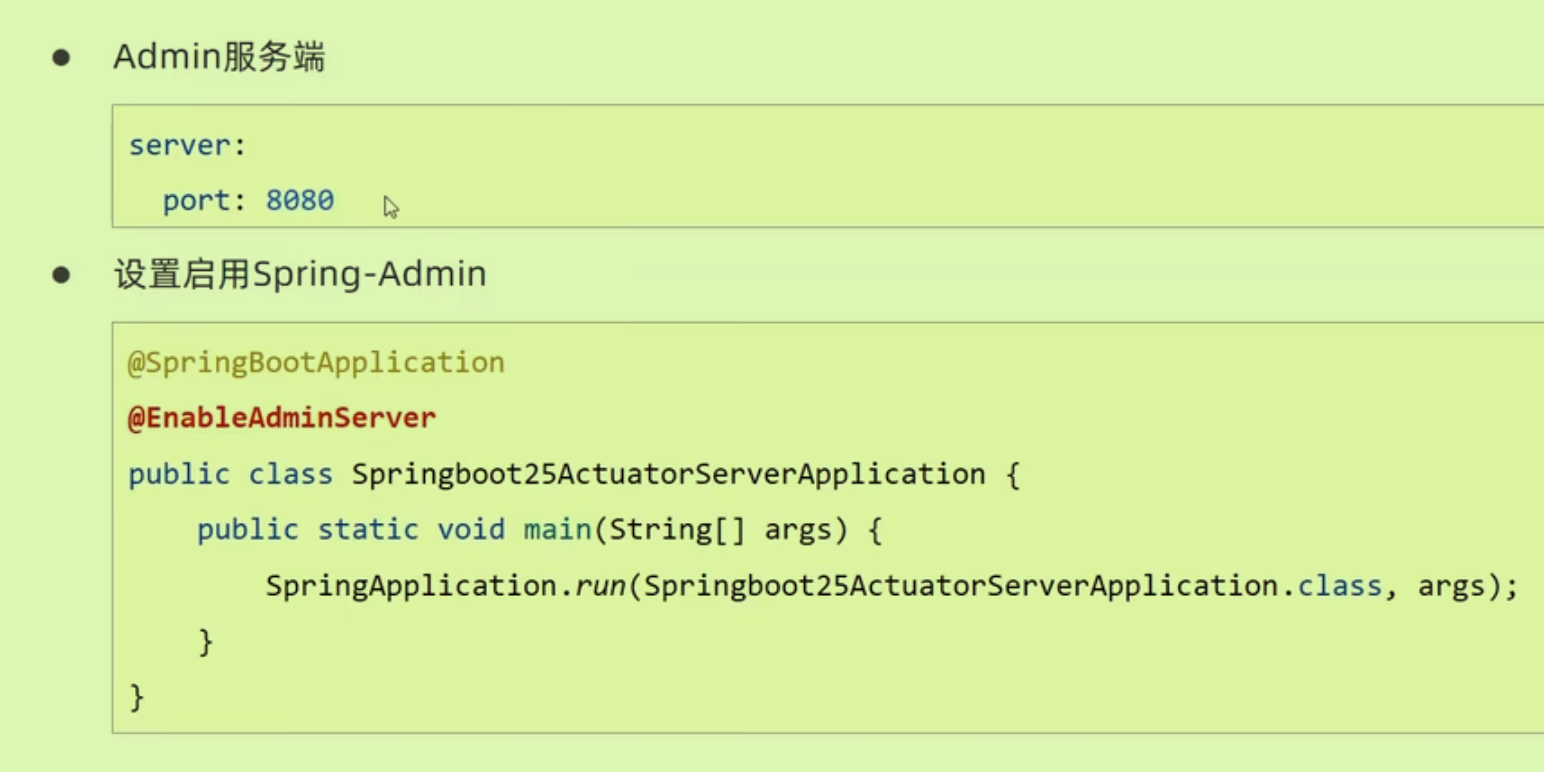 ● Admin服务端
server:
  port: 8080
● 设置启用Spring-Admin
@SpringBootApplication
@EnableAdminServer
public class Springboot25ActuatorServerApplication {
    public static void main(String[] args) {
        SpringApplication.run(Springboot25ActuatorServerApplication.class, args);
    }
}